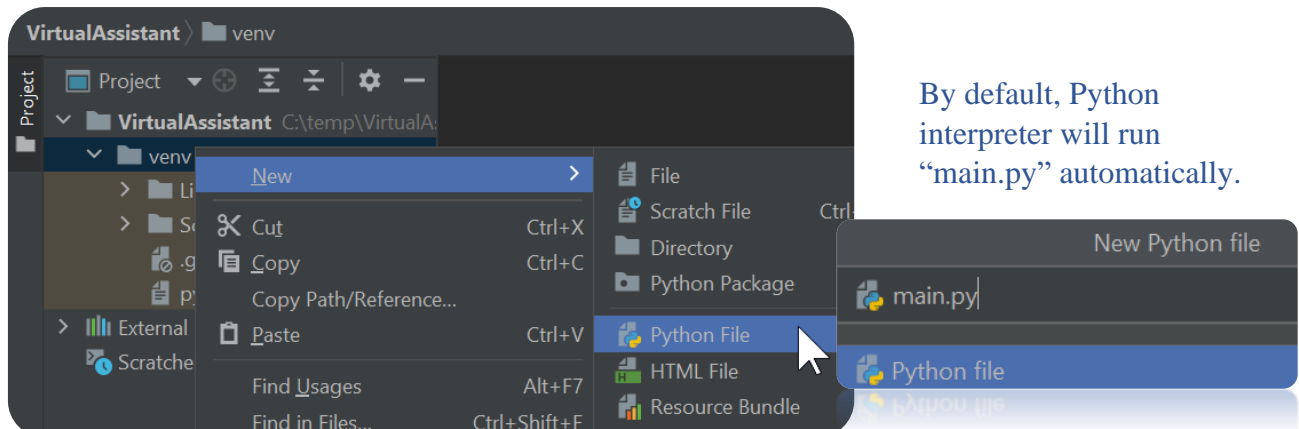 VirtualAssistant 〉 venv
Project
Project
VirtualAssistant C:\temp\VirtualA
venv
Li
.g
External
Scratche
New
Cut Ctrl+X
Copy Ctrl+C
Copy Path/Reference...
Paste Ctrl+V
Find Usages Alt+F7
Find in Files... Ctrl+Shift+F
File
Scratch File Ctrl
Directory
Python Package
Python File
HTML File
Resource Bundle
By default, Python
interpreter will run
“main.py” automatically.
New Python file
main.py
Python file